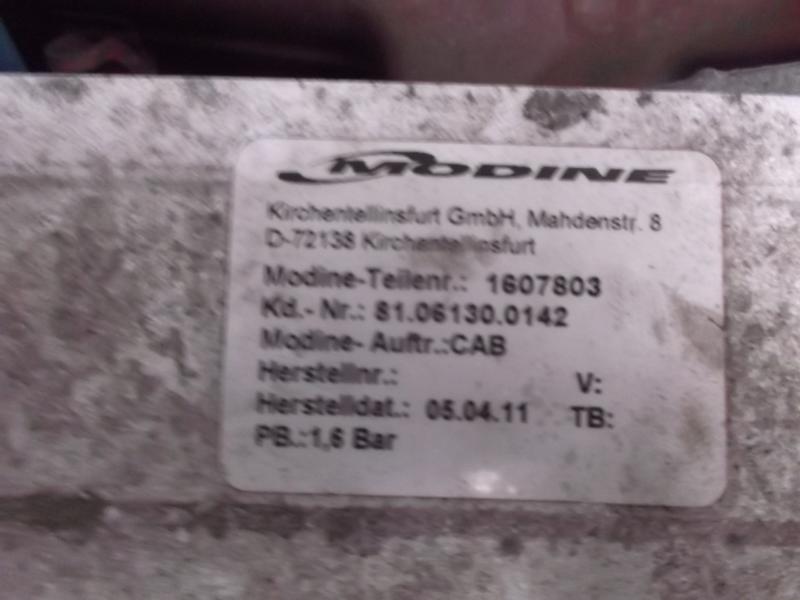 MODINE
Kirchentellinsfurt GmbH, Mahdenstr. 8
D-72138 Kirchentellinsfurt
Modine-Teilenr.: 1607803
Kd.- Nr.: 81.06130.0142
Modine- Auftr.:CAB
Herstellnr.: V:
Herstelldat.: 05.04.11 TB:
PB.:1,6 Bar